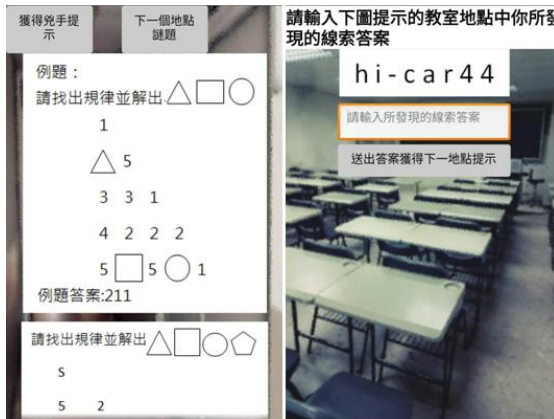 獲得兇手提
示
下一個地點
謎題
例題：
請找出規律並解出△□○
1
△ 5
3 3 1
4 2 2 2
5 □ 5 ○ 1
例題答案:211
請找出規律並解出△□○⬠
S
5 2
請輸入下圖提示的教室地點中你所發
現的線索答案
hi-car44
請輸入所發現的線索答案
送出答案獲得下一地點提示